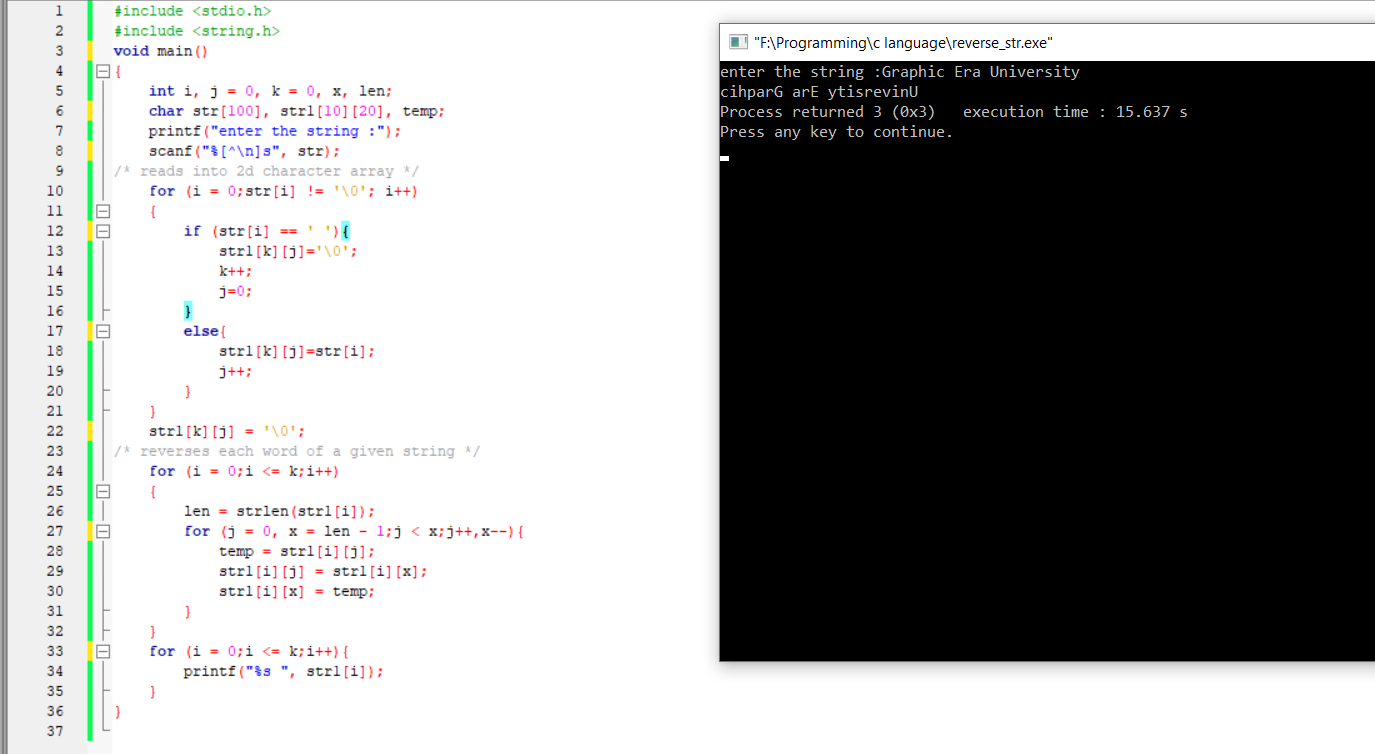 1 #include <stdio.h>
2 #include <string.h>
3 void main()
4 {
5     int i, j = 0, k = 0, x, len;
6     char str[100], str1[10][20], temp;
7     printf("enter the string :");
8     scanf("%[^\n]s", str);
9 /* reads into 2d character array */
10     for (i = 0;str[i] != '\0'; i++)
11     {
12         if (str[i] == ' '){
13             str1[k][j]='\0';
14             k++;
15             j=0;
16         }
17         else{
18             str1[k][j]=str[i];
19             j++;
20         }
21     }
22     str1[k][j] = '\0';
23 /* reverses each word of a given string */
24     for (i = 0;i <= k;i++)
25     {
26         len = strlen(str1[i]);
27         for (j = 0, x = len - 1;j < x;j++,x--){
28             temp = str1[i][j];
29             str1[i][j] = str1[i][x];
30             str1[i][x] = temp;
31         }
32     }
33     for (i = 0;i <= k;i++){
34         printf("%s ", str1[i]);
35     }
36 }
37
"F:\Programming\c language\reverse_str.exe"
enter the string :Graphic Era University
cihparG arE ytisrevinU
Process returned 3 (0x3)   execution time : 15.637 s
Press any key to continue.